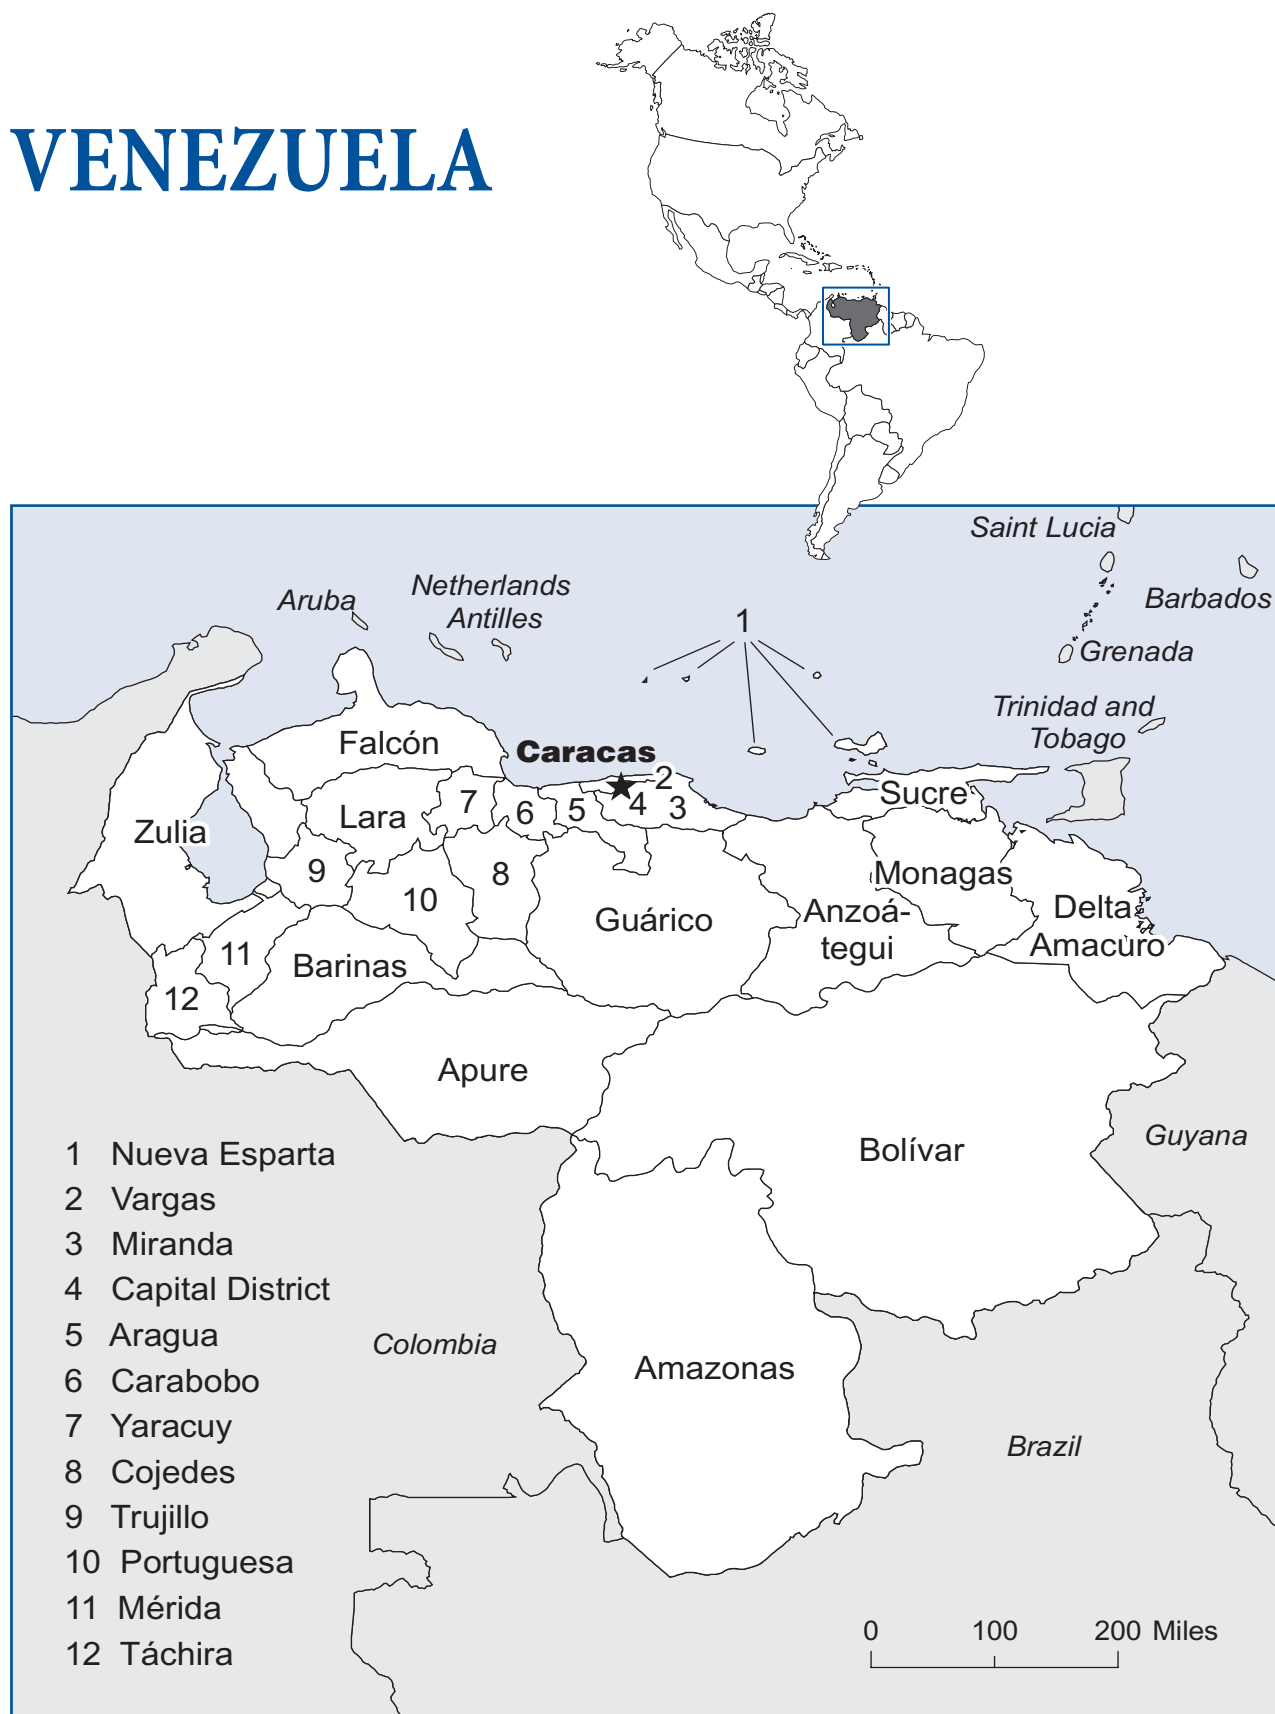 VENEZUELA
Saint Lucia
Netherlands
Antilles
Aruba
Barbados
1
Grenada
Trinidad and
Tobago
Falcón
Caracas
2
Sucre
7
6
5
4
3
Lara
Zulia
9
8
10
Monagas
Guárico
Anzoá-
tegui
Delta
Amacuro
11
Barinas
12
Apure
Bolívar
Guyana
Colombia
Amazonas
Brazil
1 Nueva Esparta
2 Vargas
3 Miranda
4 Capital District
5 Aragua
6 Carabobo
7 Yaracuy
8 Cojedes
9 Trujillo
10 Portuguesa
11 Mérida
12 Táchira
0 100 200 Miles